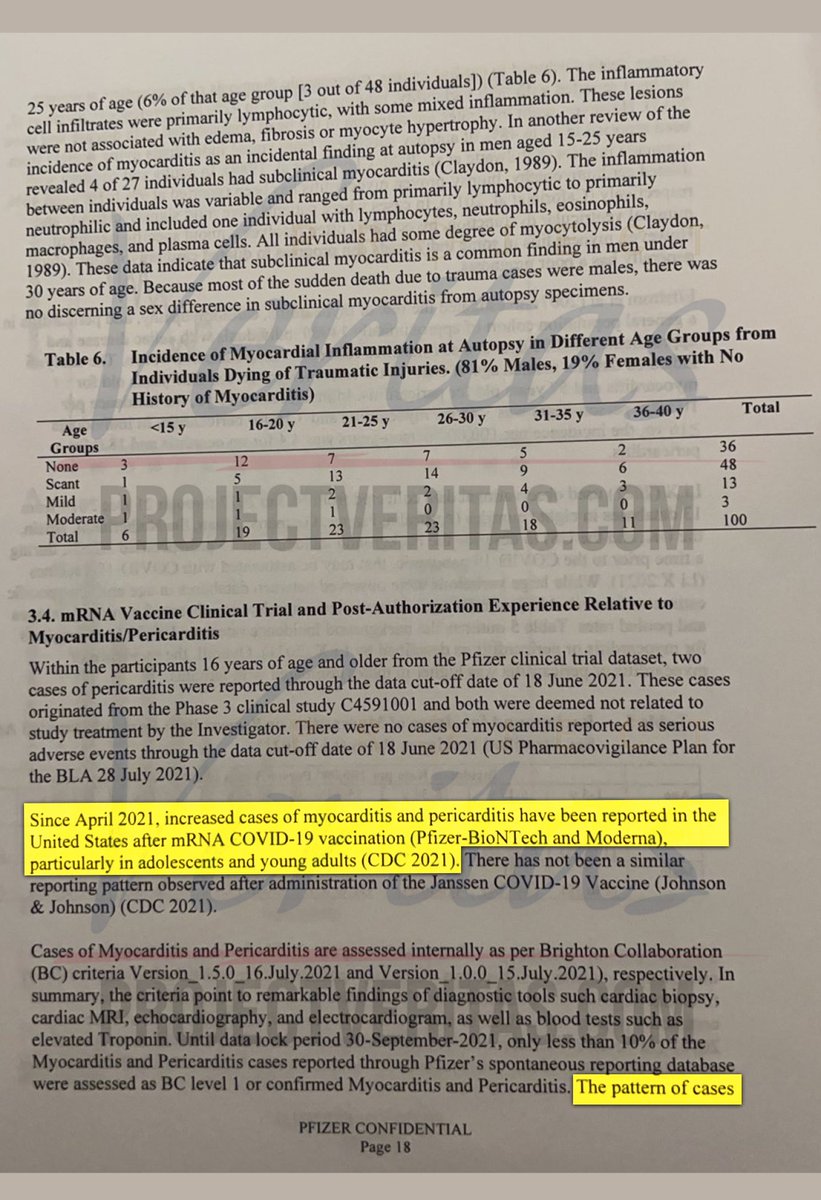 25 years of age (6% of that age group [3 out of 48 individuals]) (Table 6). The inflammatory
cell infiltrates were primarily lymphocytic, with some mixed inflammation. These lesions
were not associated with edema, fibrosis or myocyte hypertrophy. In another review of the
incidence of myocarditis as an incidental finding at autopsy in men aged 15-25 years
revealed 4 of 27 individuals had subclinical myocarditis (Claydon, 1989). The inflammation
between individuals was variable and ranged from primarily lymphocytic to primarily
neutrophilic and included one individual with lymphocytes, neutrophils, eosinophils,
macrophages, and plasma cells. All individuals had some degree of myocytolysis (Claydon,
1989). These data indicate that subclinical myocarditis is a common finding in men under
30 years of age. Because most of the sudden death due to trauma cases were males, there was
no discerning a sex difference in subclinical myocarditis from autopsy specimens.
Table 6. Incidence of Myocardial Inflammation at Autopsy in Different Age Groups from
Individuals Dying of Traumatic Injuries. (81% Males, 19% Females with No
History of Myocarditis)
Age Groups <15 y 16-20 y 21-25 y 26-30 y 31-35 y 36-40 y Total
None 3 12 7 7 5 2 36
Scant 1 5 13 14 9 6 48
Mild 1 1 2 2 4 3 13
Moderate 1 1 1 0 0 0 3
Total 6 19 23 23 18 11 100
PROJECTVERITAS.COM
Veritas
3.4. mRNA Vaccine Clinical Trial and Post-Authorization Experience Relative to
Myocarditis/Pericarditis
Within the participants 16 years of age and older from the Pfizer clinical trial dataset, two
cases of pericarditis were reported through the data cut-off date of 18 June 2021. These cases
originated from the Phase 3 clinical study C4591001 and both were deemed not related to
study treatment by the Investigator. There were no cases of myocarditis reported as serious
adverse events through the data cut-off date of 18 June 2021 (US Pharmacovigilance Plan for
the BLA 28 July 2021).
Since April 2021, increased cases of myocarditis and pericarditis have been reported in the
United States after mRNA COVID-19 vaccination (Pfizer-BioNTech and Moderna),
particularly in adolescents and young adults (CDC 2021). There has not been a similar
reporting pattern observed after administration of the Janssen COVID-19 Vaccine (Johnson
& Johnson) (CDC 2021).
Veritas
Cases of Myocarditis and Pericarditis are assessed internally as per Brighton Collaboration
(BC) criteria Version_1.5.0_16.July.2021 and Version_1.0.0_15.July.2021), respectively. In
summary, the criteria point to remarkable findings of diagnostic tools such cardiac biopsy,
cardiac MRI, echocardiography, and electrocardiogram, as well as blood tests such as
elevated Troponin. Until data lock period 30-September-2021, only less than 10% of the
Myocarditis and Pericarditis cases reported through Pfizer's spontaneous reporting database
were assessed as BC level 1 or confirmed Myocarditis and Pericarditis. The pattern of cases
PROJECTVERITAS.COM
PFIZER CONFIDENTIAL
Page 18